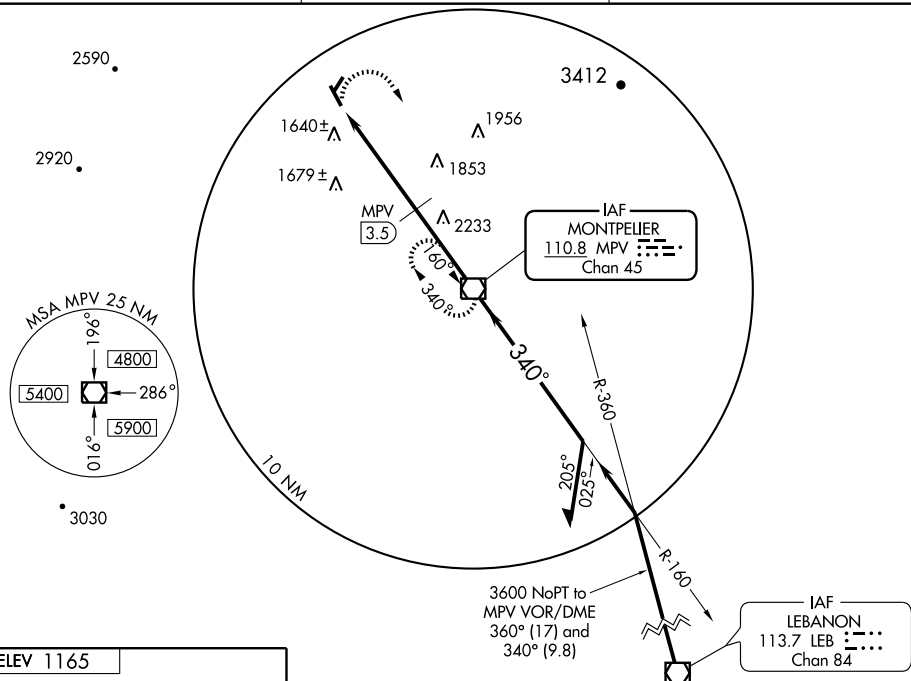 2590
3412
1956
1640±
1853
2920
1679±
MPV
3.5
2233
IAF
MONTPELIER
110.8 MPV
Chan 45
160°
340°
MSA MPV 25 NM
196°
4800
5400
286°
5900
016°
340°
R-360
205°
025°
10 NM
3030
R-160
3600 NoPT to
MPV VOR/DME
360° (17) and
340° (9.8)
IAF
LEBANON
113.7 LEB
Chan 84
ELEV 1165